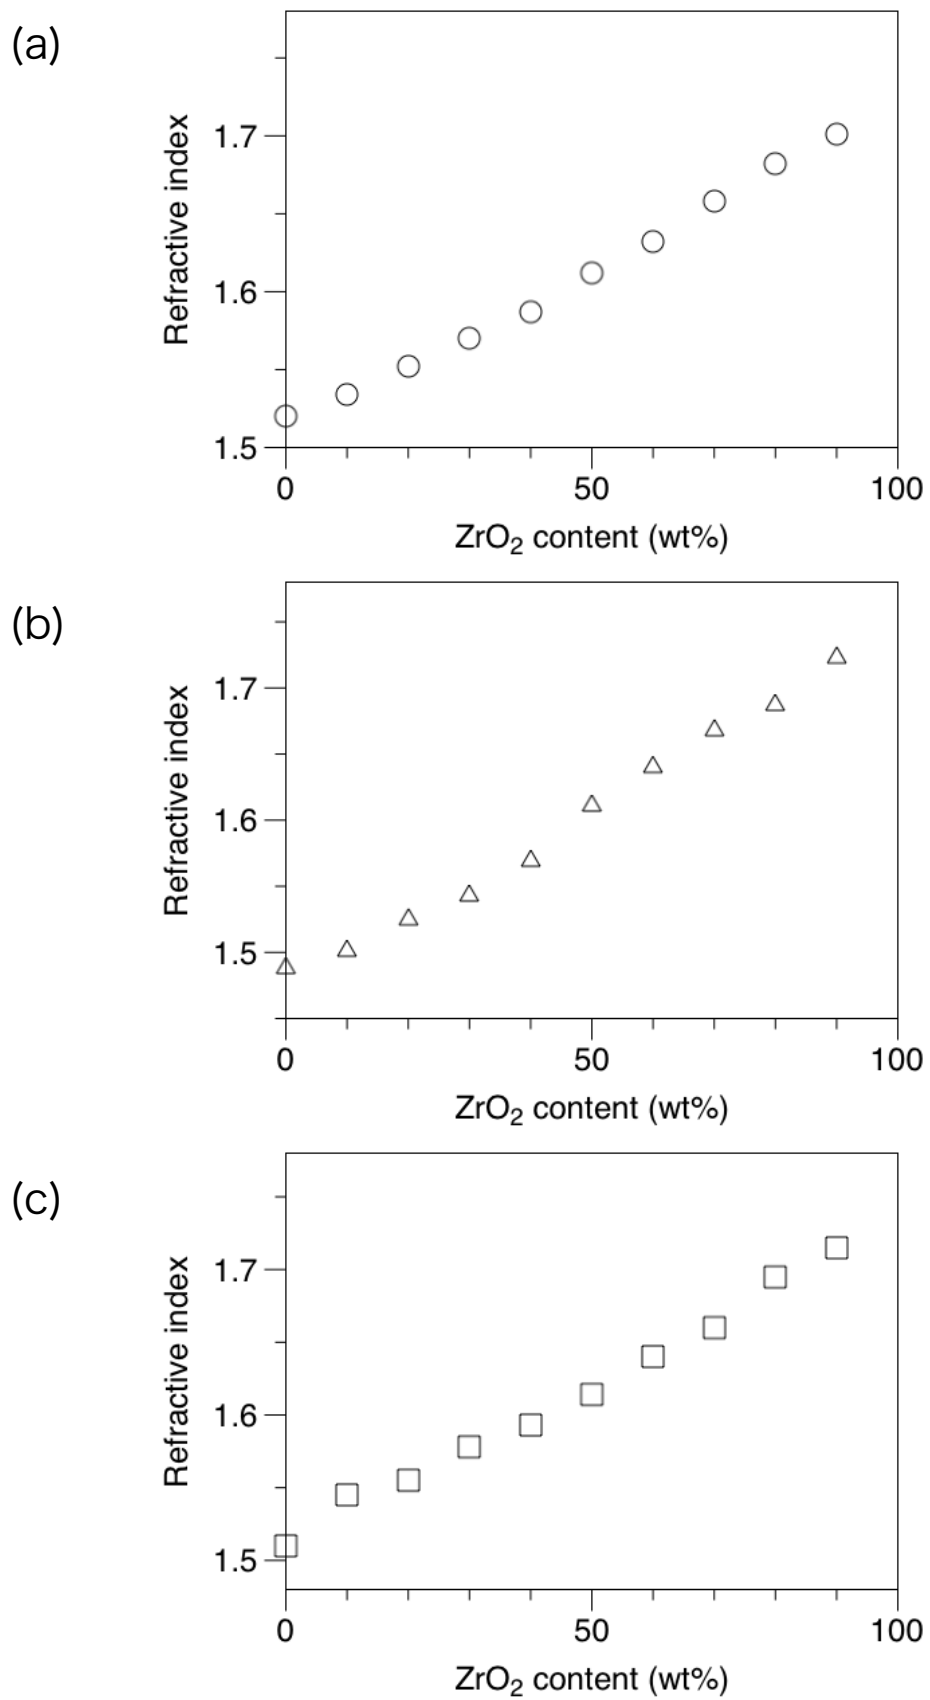 (a)
Refractive index
1.7
1.6
1.5
0 50 100
ZrO₂ content (wt%)
(b)
Refractive index
1.7
1.6
1.5
0 50 100
ZrO₂ content (wt%)
(c)
Refractive index
1.7
1.6
1.5
0 50 100
ZrO₂ content (wt%)